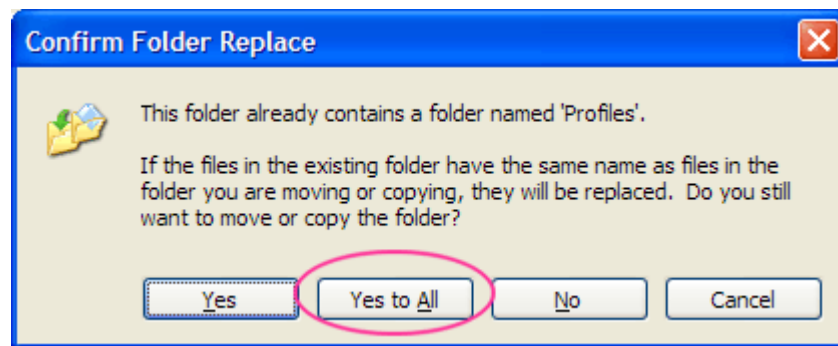 Confirm Folder Replace
This folder already contains a folder named 'Profiles'.
If the files in the existing folder have the same name as files in the
folder you are moving or copying, they will be replaced.  Do you still
want to move or copy the folder?
Yes Yes to All No Cancel